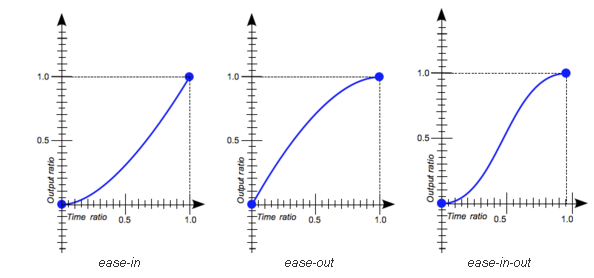 1.0
0.5
Output ratio
Time ratio
0.5
1.0
ease-in
1.0
0.5
Output ratio
Time ratio
0.5
1.0
ease-out
1.0
0.5
Output ratio
Time ratio
0.5
1.0
ease-in-out